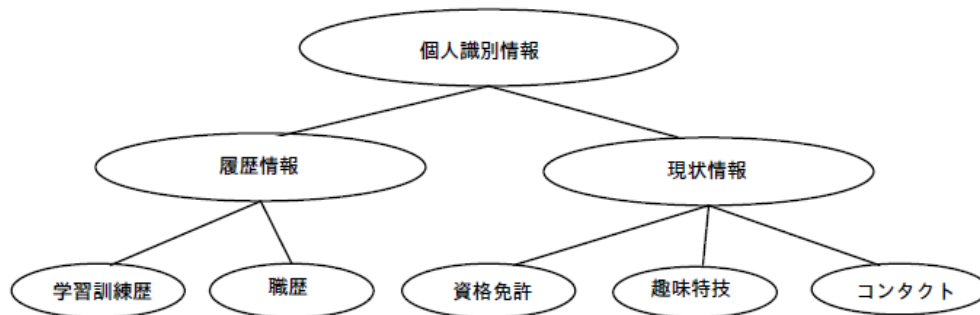 個人識別情報
履歴情報
現状情報
学習訓練歴
職歴
資格免許
趣味特技
コンタクト